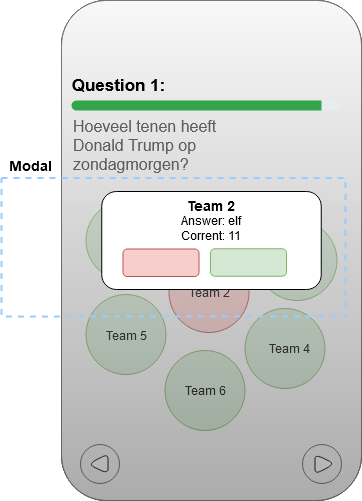 Question 1:
Hoeveel tenen heeft
Donald Trump op
zondagmorgen?
Modal
Team 2
Answer: elf
Corrent: 11
Team 2
Team 5
Team 4
Team 6